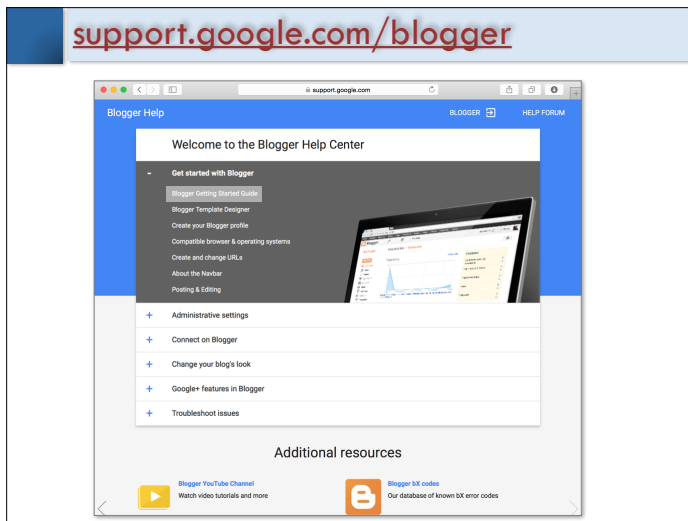 support.google.com/blogger
support.google.com
Blogger Help
BLOGGER
HELP FORUM
Welcome to the Blogger Help Center
- Get started with Blogger
Blogger Getting Started Guide
Blogger Template Designer
Create your Blogger profile
Compatible browser & operating systems
Create and change URLs
About the Navbar
Posting & Editing
+ Administrative settings
+ Connect on Blogger
+ Change your blog's look
+ Google+ features in Blogger
+ Troubleshoot issues
Additional resources
Blogger YouTube Channel
Watch video tutorials and more
Blogger bX codes
Our database of known bX error codes